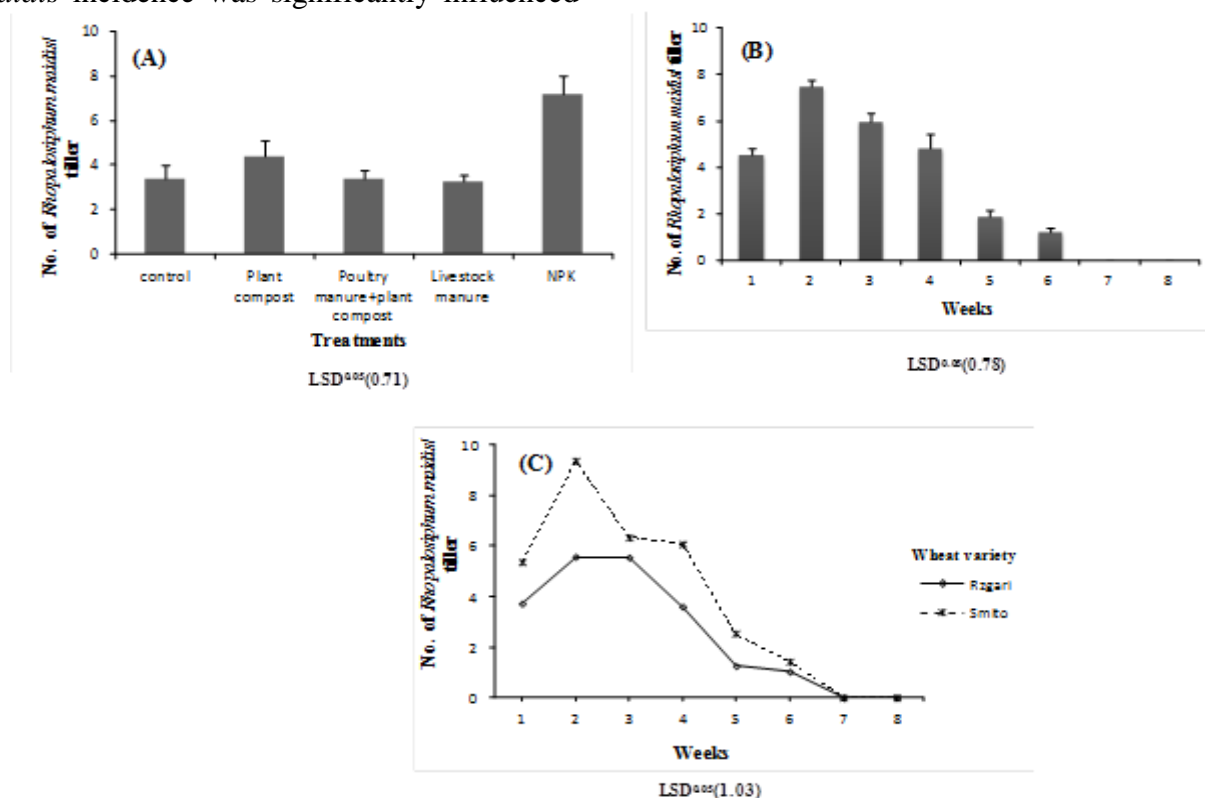 incidence was significantly influenced
(A)
No. of Rhopalosiphum maidis/
tiller
10
8
6
4
2
0
control
Plant
compost
Poultry
manure+plant
compost
Livestock
manure
NPK
Treatments
LSD0.05(0.71)
(B)
No. of Rhopalosiphum maidis/ tiller
10
8
6
4
2
0
1 2 3 4 5 6 7 8
Weeks
LSD0.05(0.78)
(C)
No. of Rhopalosiphum maidis/
tiller
10
8
6
4
2
0
1 2 3 4 5 6 7 8
Weeks
Wheat variety
Rzgari
Smito
LSD0.05(1.03)